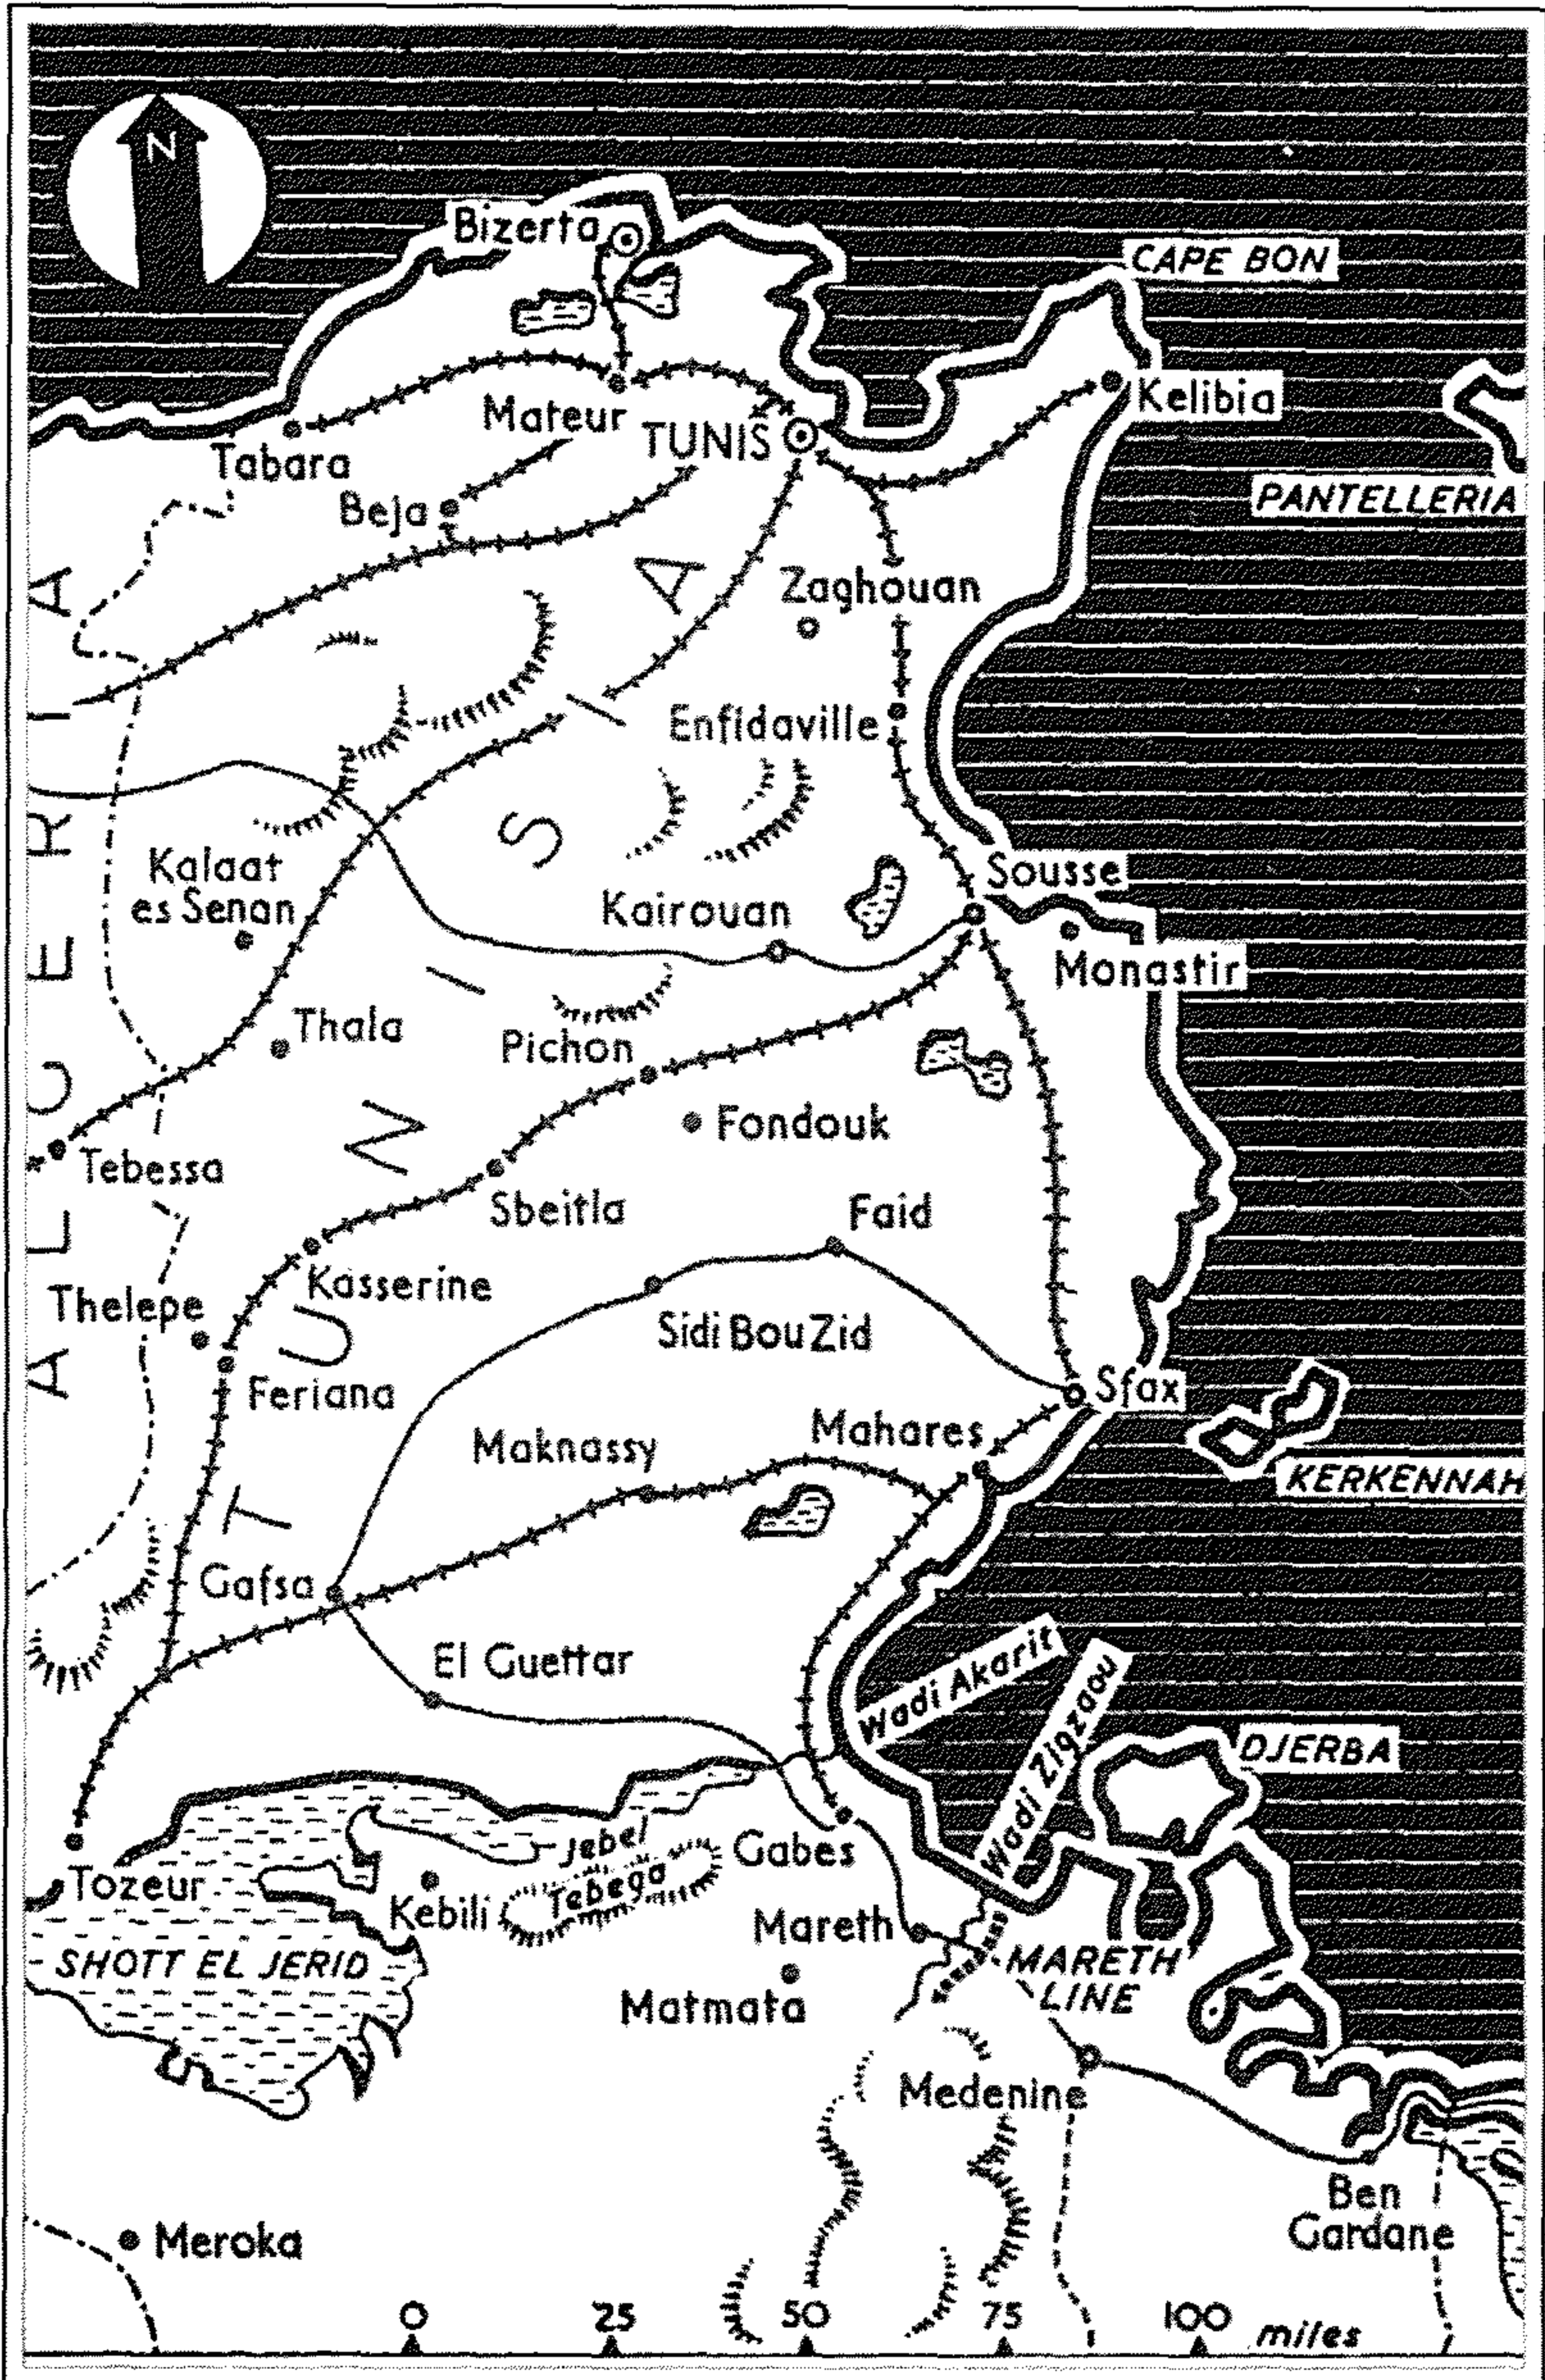 N
Bizerta
CAPE BON
Mateur
TUNIS
Kelibia
Tabara
PANTELLERIA
Beja
Zaghouan
Enfidaville
Kalaat
es Senan
Kairouan
Sousse
Monastir
Thala
Pichon
Fondouk
Tebessa
Sbeitla
Faid
Kasserine
Thelepe
Sidi Bou Zid
Feriana
Sfax
Mahares
Maknassy
KERKENNAH
Gafsa
El Guettar
Wadi Akarit
Wadi Zigzaou
DJERBA
Jebel
Tebega
Gabes
Tozeur
Kebili
Mareth
SHOTT EL JERID
MARETH
LINE
Matmata
Medenine
Ben
Gardane
Meroka
ALGERIA
TUNISIA
0 25 50 75 100 miles